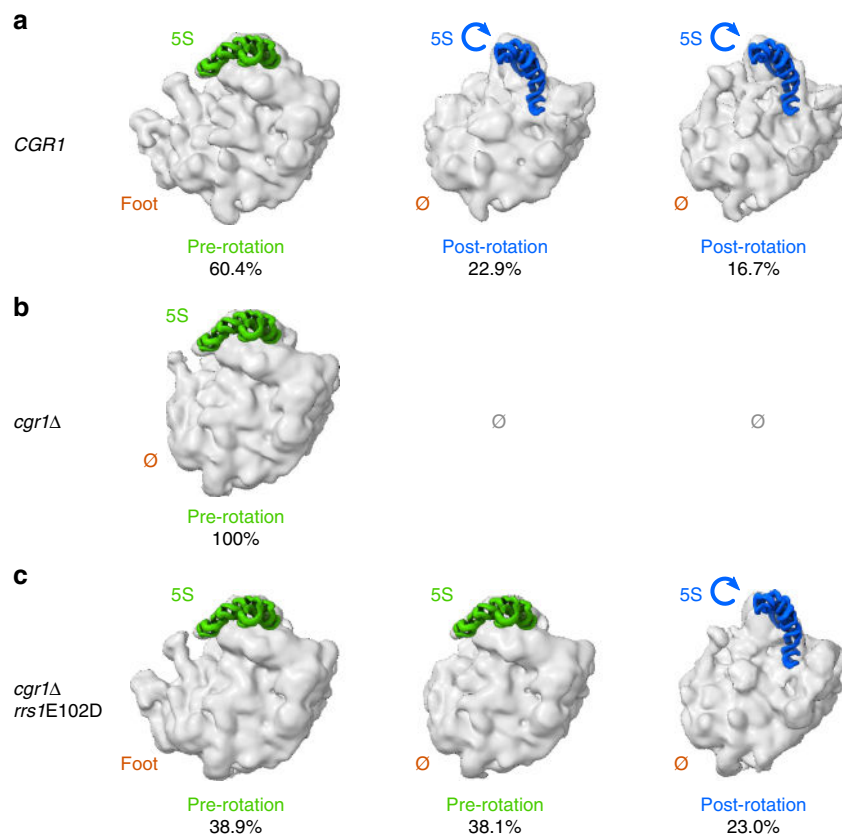 a
5S
5S
5S
CGR1
Foot
Ø
Ø
Pre-rotation
60.4%
Post-rotation
22.9%
Post-rotation
16.7%
b
5S
cgr1Δ
Ø
Ø
Ø
Pre-rotation
100%
c
5S
5S
5S
cgr1Δ
rrs1E102D
Foot
Ø
Ø
Pre-rotation
38.9%
Pre-rotation
38.1%
Post-rotation
23.0%